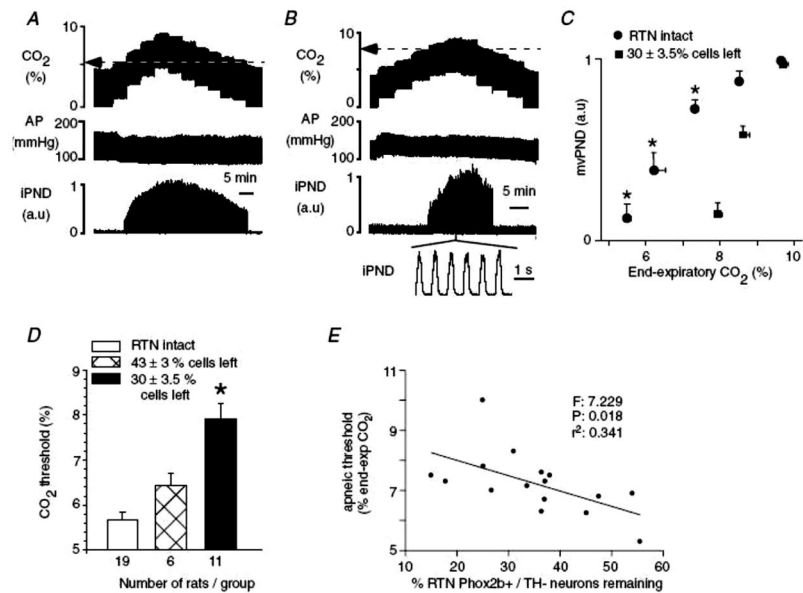 A
10
CO2
(%)
0
AP
(mmHg)
200
100
iPND
(a.u)
1
0
5 min
B
10
CO2
(%)
0
AP
(mmHg)
200
100
iPND
(a.u)
1
0
5 min
iPND
1 s
C
RTN intact
30 ± 3.5% cells left
mvPND (a.u)
1
0
* * *
6 8 10
End-expiratory CO2 (%)
D
RTN intact
43 ± 3 % cells left
30 ± 3.5 %
cells left
*
CO2 threshold (%)
9
8
7
6
5
19 6 11
Number of rats / group
E
apneic threshold
(% end-exp CO2)
11
9
7
5
F: 7.229
P: 0.018
r2: 0.341
10 20 30 40 50 60
% RTN Phox2b+ / TH- neurons remaining